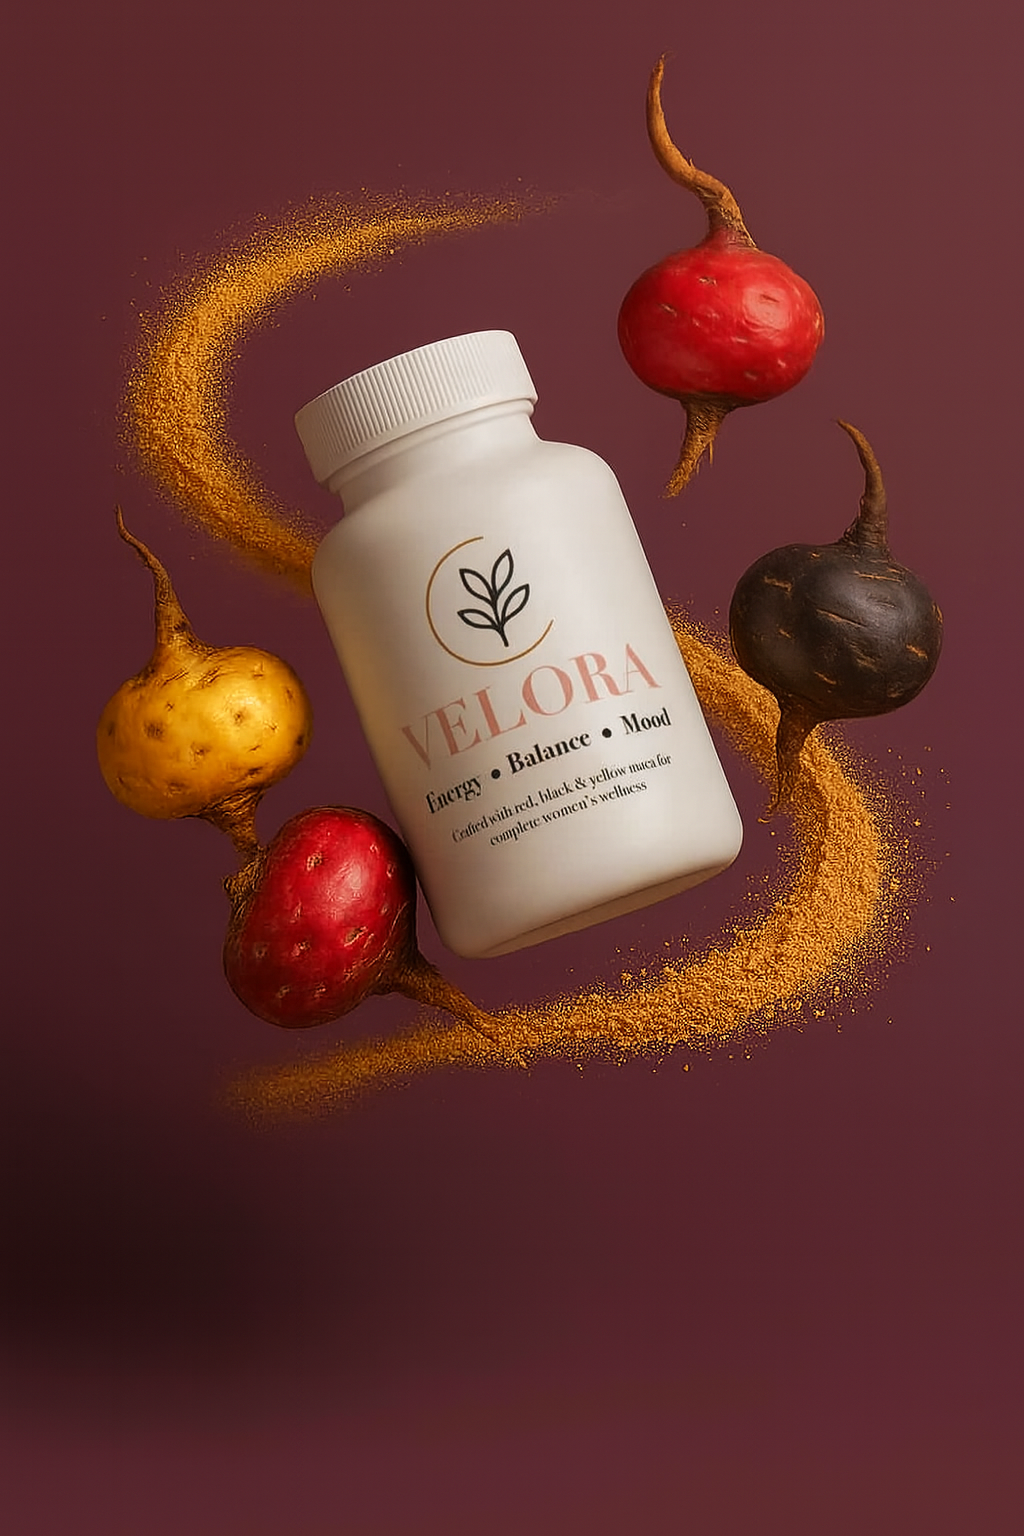 VELORA
Energy • Balance • Mood
Crafted with red, black & yellow maca for
complete women's wellness